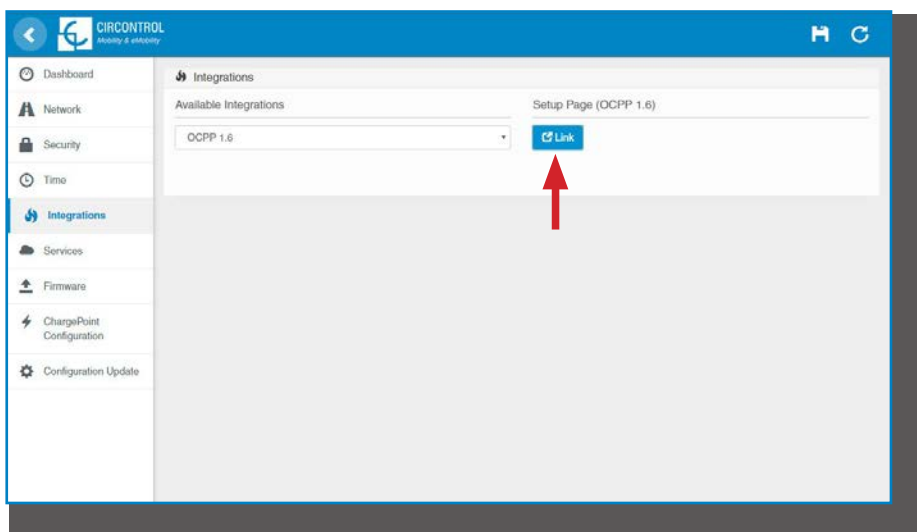 CIRCONTROL
Mobility & eMobility
Dashboard
Network
Security
Time
Integrations
Services
Firmware
ChargePoint
Configuration
Configuration Update
Integrations
Available Integrations
OCPP 1.6
Setup Page (OCPP 1.6)
Link